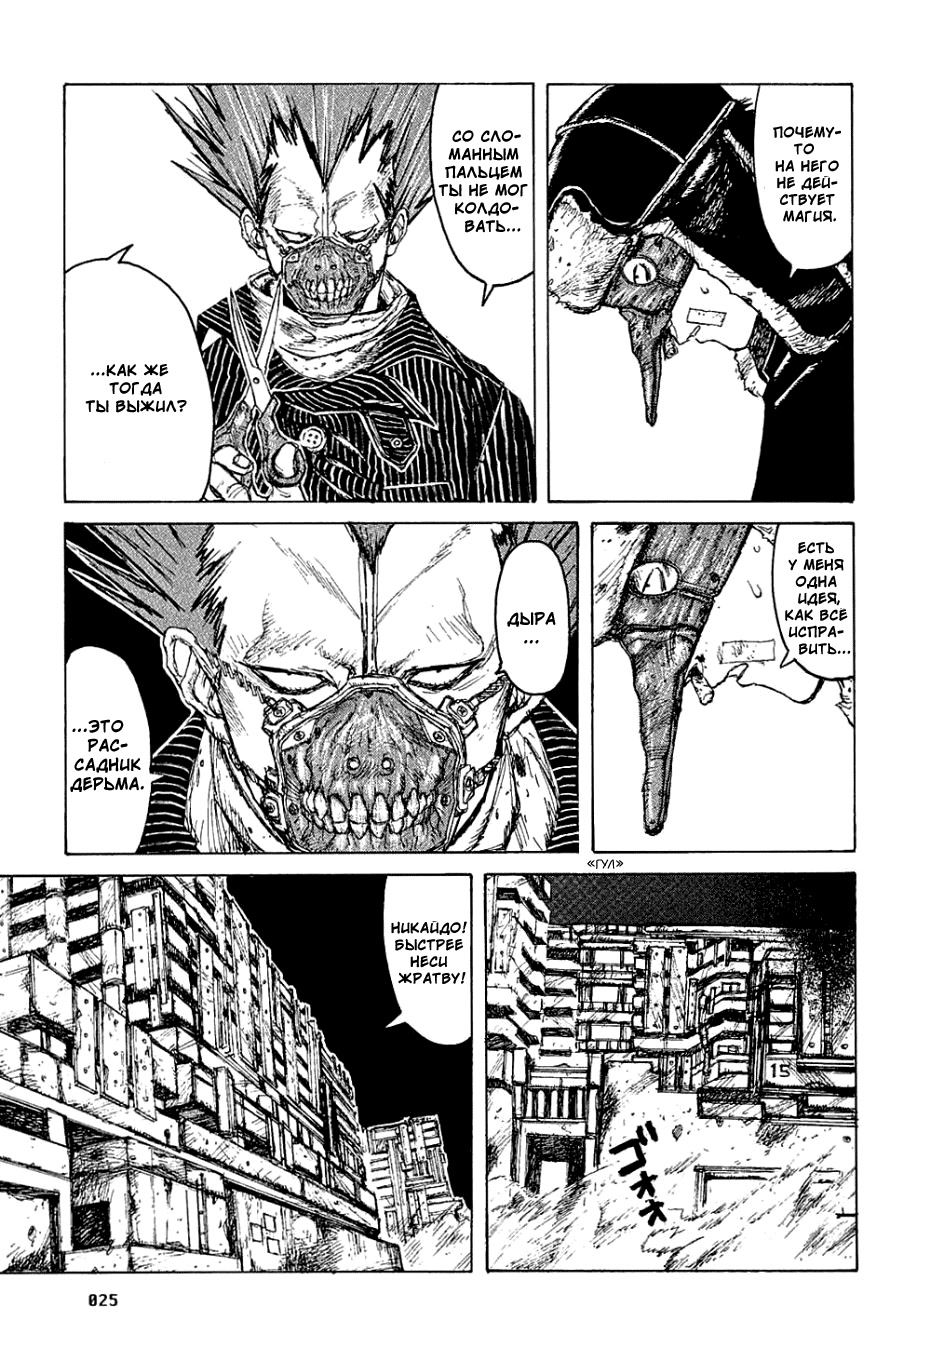 ПОЧЕМУ-
ТО
НА НЕГО
НЕ ДЕЙ-
СТВУЕТ
МАГИЯ.
СО СЛО-
МАННЫМ
ПАЛЬЦЕМ
ТЫ НЕ МОГ
КОЛДО-
ВАТЬ...
...КАК ЖЕ
ТОГДА
ТЫ ВЫЖИЛ?
ЕСТЬ
У МЕНЯ
ОДНА
ИДЕЯ,
КАК ВСЁ
ИСПРА-
ВИТЬ...
ДЫРА
...
...ЭТО
РАС-
САДНИК
ДЕРЬМА.
«ГУЛ»
15
ゴォォ
НИКАЙДО!
БЫСТРЕЕ
НЕСИ
ЖРАТВУ!
025